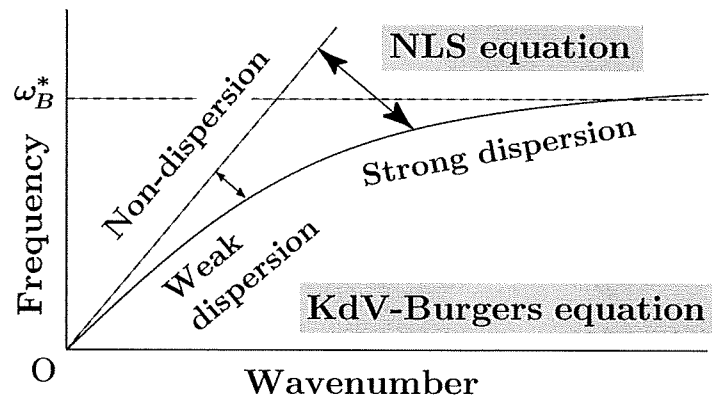 NLS equation
ω*B
Non-dispersion
Strong dispersion
Frequency
Weak
dispersion
KdV-Burgers equation
O
Wavenumber